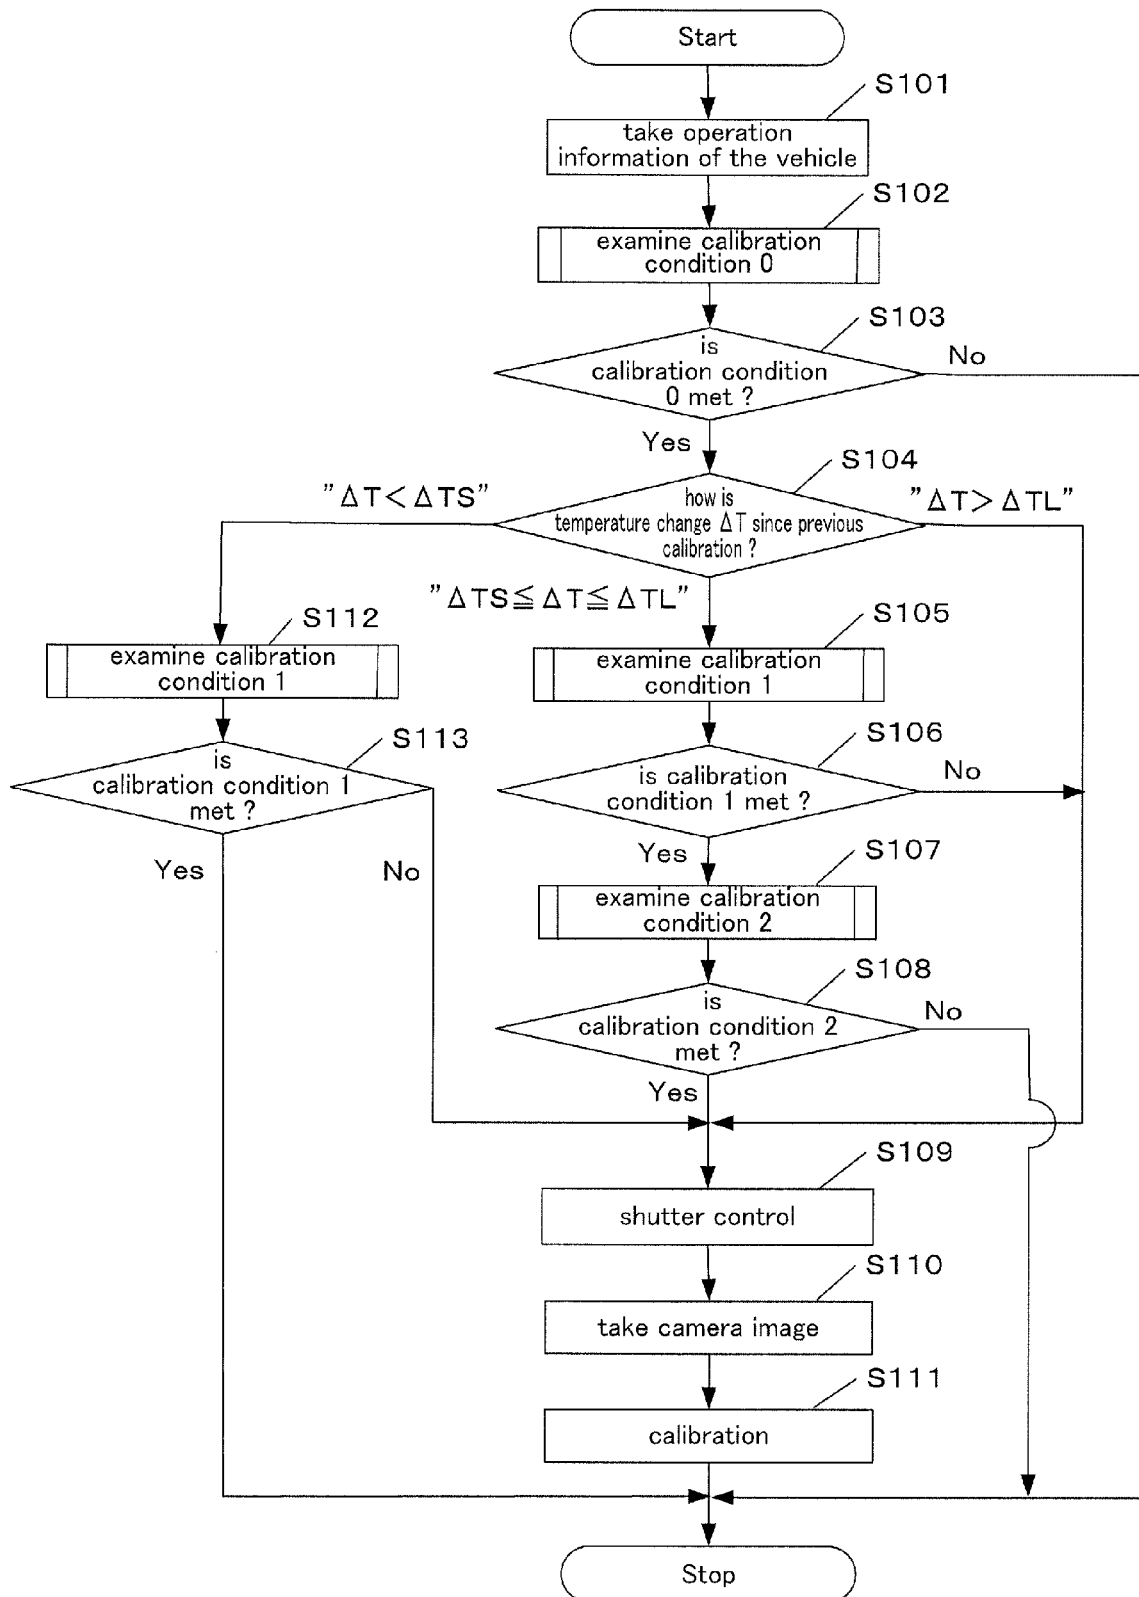 Start
S101
take operation
information of the vehicle
S102
examine calibration
condition 0
S103
is
calibration condition
0 met ?
No
Yes
S104
"ΔT<ΔTS"
how is
temperature change ΔT since previous
calibration ?
"ΔT>ΔTL"
"ΔTS≦ΔT≦ΔTL"
S112
examine calibration
condition 1
S105
examine calibration
condition 1
S113
is
calibration condition 1
met ?
Yes
No
S106
is calibration
condition 1 met ?
No
Yes
S107
examine calibration
condition 2
S108
is
calibration condition 2
met ?
No
Yes
S109
shutter control
S110
take camera image
S111
calibration
Stop